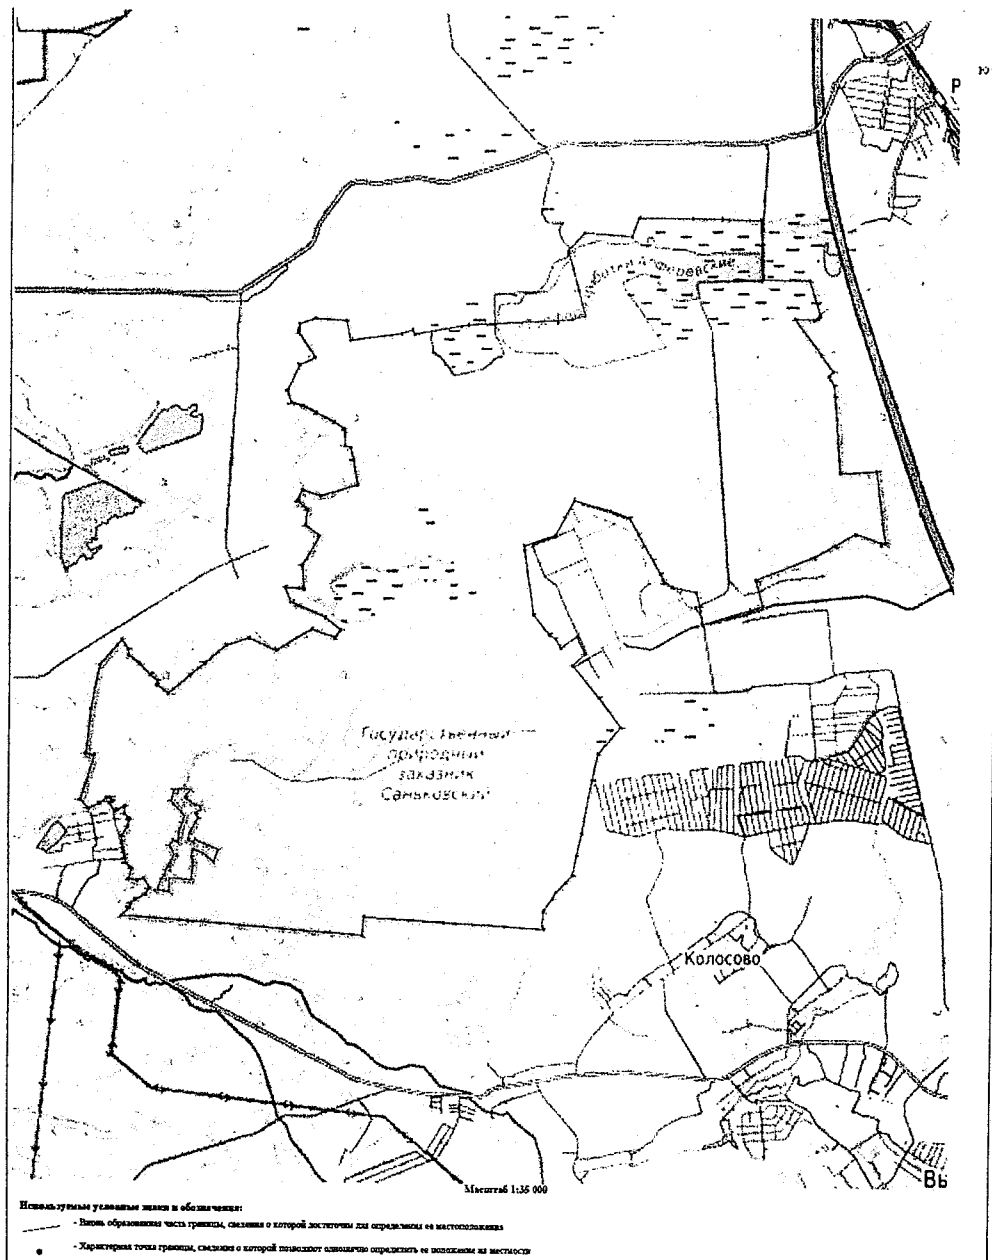 Р
Государственный
природный
заказник
Саньковский
Колосово
Вь
Масштаб 1:35 000
Используемые условные знаки и обозначения:
- Вновь образованная часть границы, сведения о которой достаточны для определения ее местоположения
- Характерная точка границы, сведения о которой позволяют однозначно определить ее положение на местности